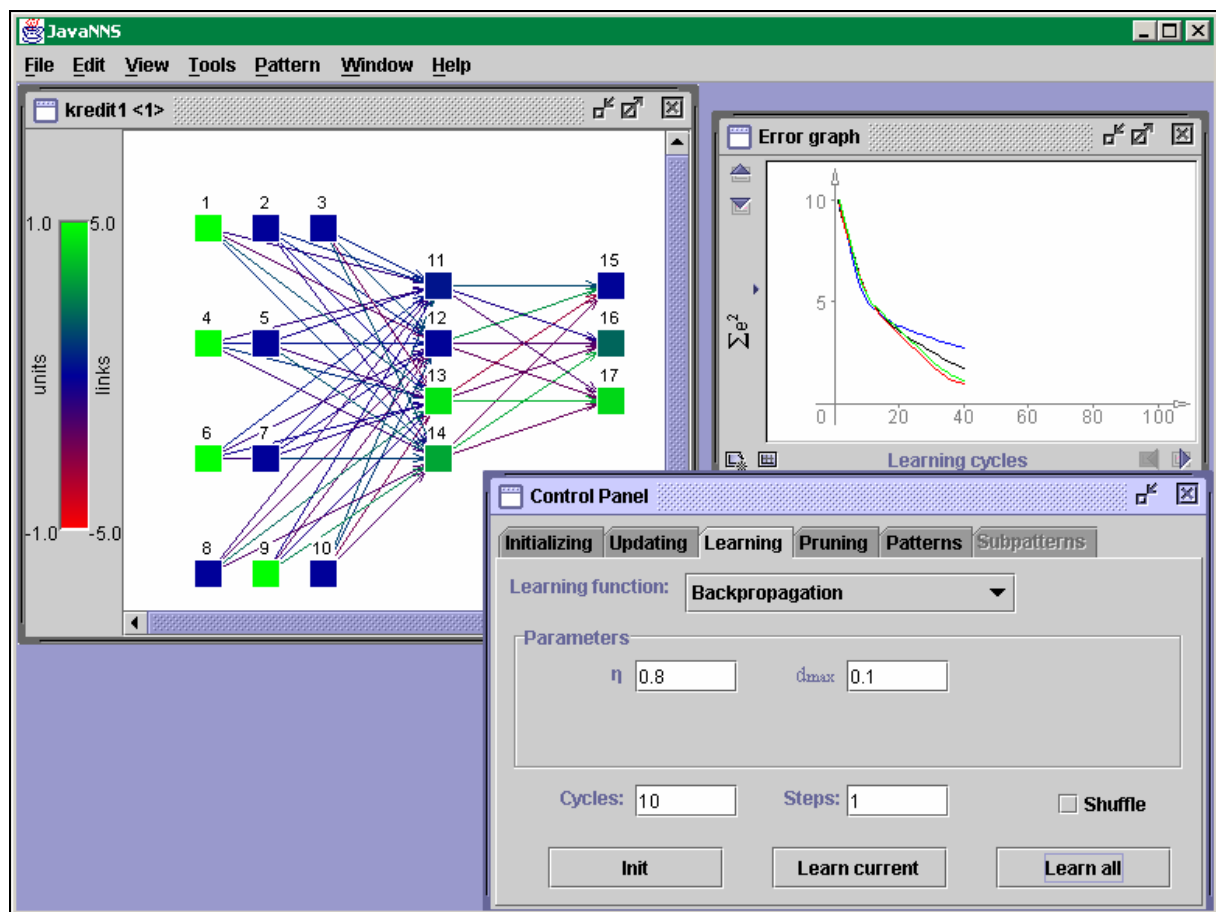 JavaNNS
File Edit View Tools Pattern Window Help
kredit1 <1>
1.0 5.0
units
links
-1.0 -5.0
1 2 3
11 15
4 5 12 16
13 17
6 7 14
8 9 10
Error graph
10
5
Σe²
0 20 40 60 80 100
Learning cycles
Control Panel
Initializing Updating Learning Pruning Patterns Subpatterns
Learning function: Backpropagation
Parameters
η 0.8 dmax 0.1
Cycles: 10 Steps: 1 Shuffle
Init Learn current Learn all